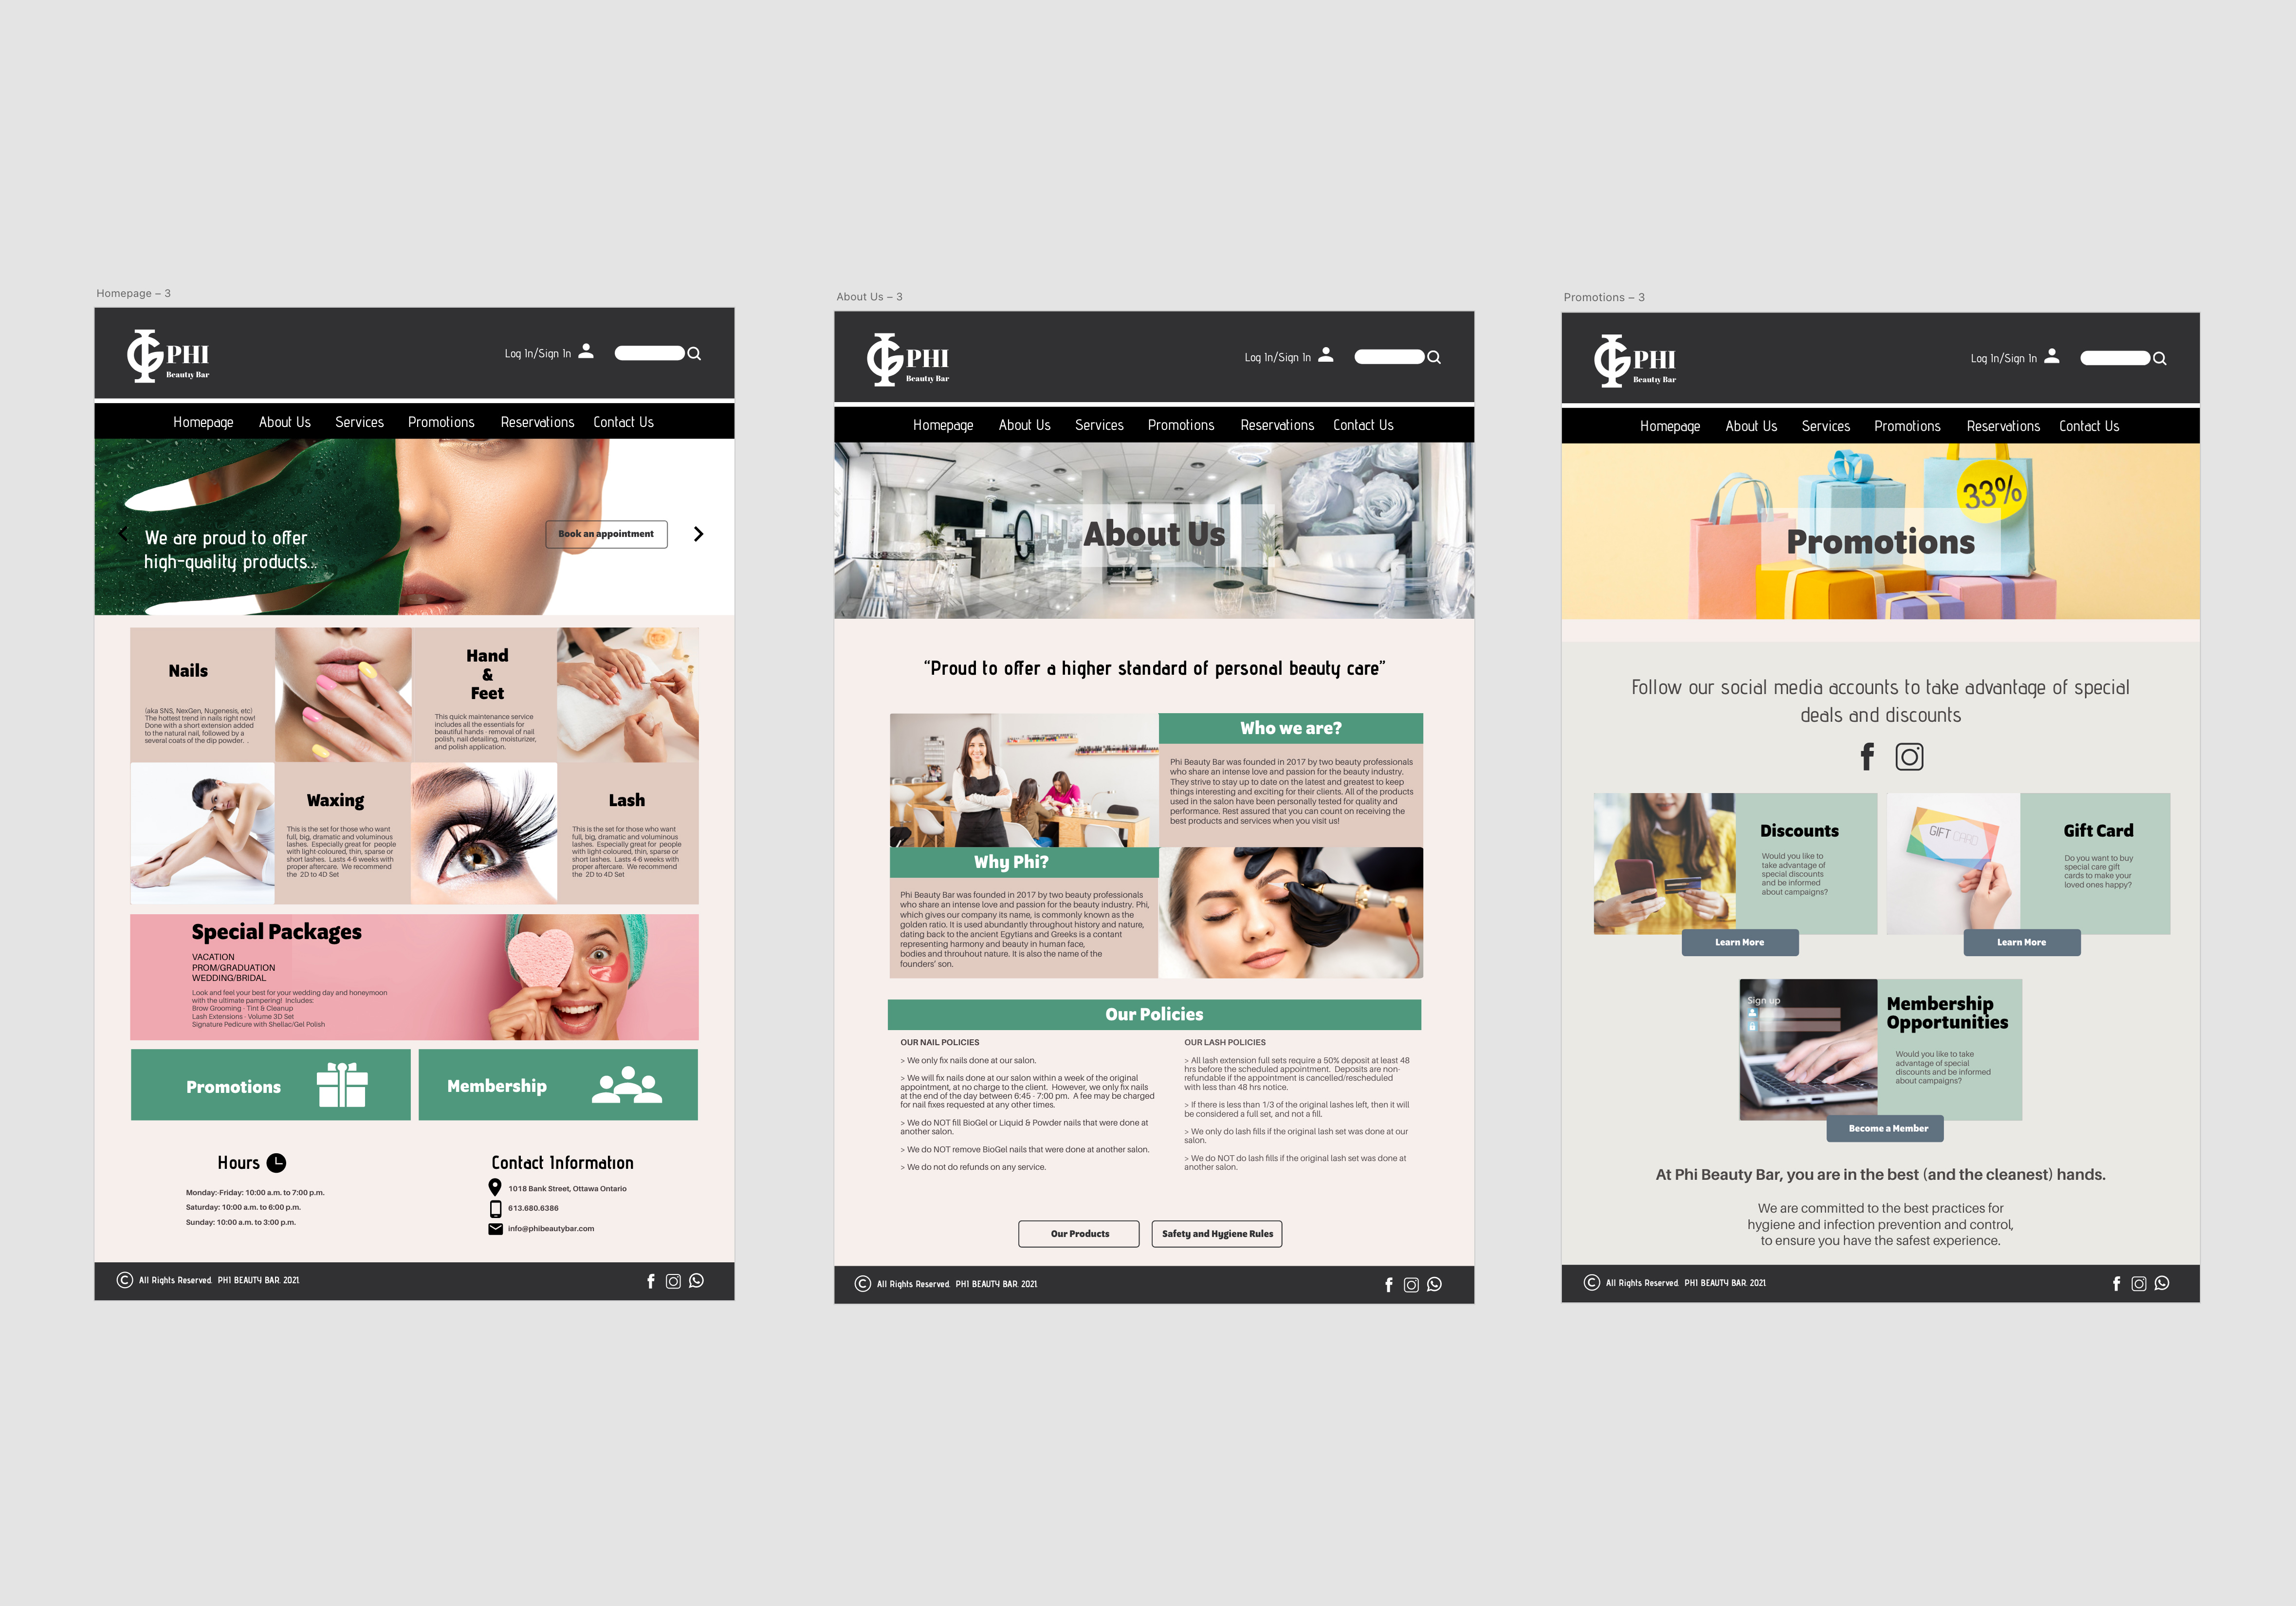 Homepage – 3
PHI
Beauty Bar
Log In/Sign In
Homepage About Us Services Promotions Reservations Contact Us
We are proud to offer
high-quality products...
Book an appointment
Nails
(aka SNS, NexGen, Nugenesis, etc)
The hottest trend in nails right now!
Done with a short extension added
to the natural nail, followed by a
several coats of the dip powder. .
Hand
&
Feet
This quick maintenance service
includes all the essentials for
beautiful hands - removal of nail
polish, nail detailing, moisturizer,
and polish application.
Waxing
This is the set for those who want
full, big, dramatic and voluminous
lashes. Especially great for people
with light-coloured, thin, sparse or
short lashes. Lasts 4-6 weeks with
proper aftercare. We recommend
the 2D to 4D Set
Lash
This is the set for those who want
full, big, dramatic and voluminous
lashes. Especially great for people
with light-coloured, thin, sparse or
short lashes. Lasts 4-6 weeks with
proper aftercare. We recommend
the 2D to 4D Set
Special Packages
VACATION
PROM/GRADUATION
WEDDING/BRIDAL
Look and feel your best for your wedding day and honeymoon
with the ultimate pampering! Includes:
Brow Grooming - Tint & Cleanup
Lash Extensions - Volume 3D Set
Signature Pedicure with Shellac/Gel Polish
Promotions
Membership
Hours
Monday:-Friday: 10:00 a.m. to 7:00 p.m.
Saturday: 10:00 a.m. to 6:00 p.m.
Sunday: 10:00 a.m. to 3:00 p.m.
Contact Information
1018 Bank Street, Ottawa Ontario
613.680.6386
info@phibeautybar.com
© All Rights Reserved. PHI BEAUTY BAR. 2021.
About Us – 3
PHI
Beauty Bar
Log In/Sign In
Homepage About Us Services Promotions Reservations Contact Us
About Us
“Proud to offer a higher standard of personal beauty care”
Who we are?
Phi Beauty Bar was founded in 2017 by two beauty professionals
who share an intense love and passion for the beauty industry.
They strive to stay up to date on the latest and greatest to keep
things interesting and exciting for their clients. All of the products
used in the salon have been personally tested for quality and
performance. Rest assured that you can count on receiving the
best products and services when you visit us!
Why Phi?
Phi Beauty Bar was founded in 2017 by two beauty professionals
who share an intense love and passion for the beauty industry. Phi,
which gives our company its name, is commonly known as the
golden ratio. It is used abundantly throughout history and nature,
dating back to the ancient Egytians and Greeks is a contant
representing harmony and beauty in human face,
bodies and throuhout nature. It is also the name of the
founders’ son.
Our Policies
OUR NAIL POLICIES
> We only fix nails done at our salon.
> We will fix nails done at our salon within a week of the original
appointment, at no charge to the client. However, we only fix nails
at the end of the day between 6:45 - 7:00 pm. A fee may be charged
for nail fixes requested at any other times.
> We do NOT fill BioGel or Liquid & Powder nails that were done at
another salon.
> We do NOT remove BioGel nails that were done at another salon.
> We do not do refunds on any service.
OUR LASH POLICIES
> All lash extension full sets require a 50% deposit at least 48
hrs before the scheduled appointment. Deposits are non-
refundable if the appointment is cancelled/rescheduled
with less than 48 hrs notice.
> If there is less than 1/3 of the original lashes left, then it will
be considered a full set, and not a fill.
> We only do lash fills if the original lash set was done at our
salon.
> We do NOT do lash fills if the original lash set was done at
another salon.
Our Products
Safety and Hygiene Rules
© All Rights Reserved. PHI BEAUTY BAR. 2021.
Promotions – 3
PHI
Beauty Bar
Log In/Sign In
Homepage About Us Services Promotions Reservations Contact Us
33%
Promotions
Follow our social media accounts to take advantage of special
deals and discounts
Discounts
Would you like to
take advantage of
special discounts
and be informed
about campaigns?
Learn More
GIFT CARD
Gift Card
Do you want to buy
special care gift
cards to make your
loved ones happy?
Learn More
Sign up
Membership
Opportunities
Would you like to take
advantage of special
discounts and be informed
about campaigns?
Become a Member
At Phi Beauty Bar, you are in the best (and the cleanest) hands.
We are committed to the best practices for
hygiene and infection prevention and control,
to ensure you have the safest experience.
© All Rights Reserved. PHI BEAUTY BAR. 2021.